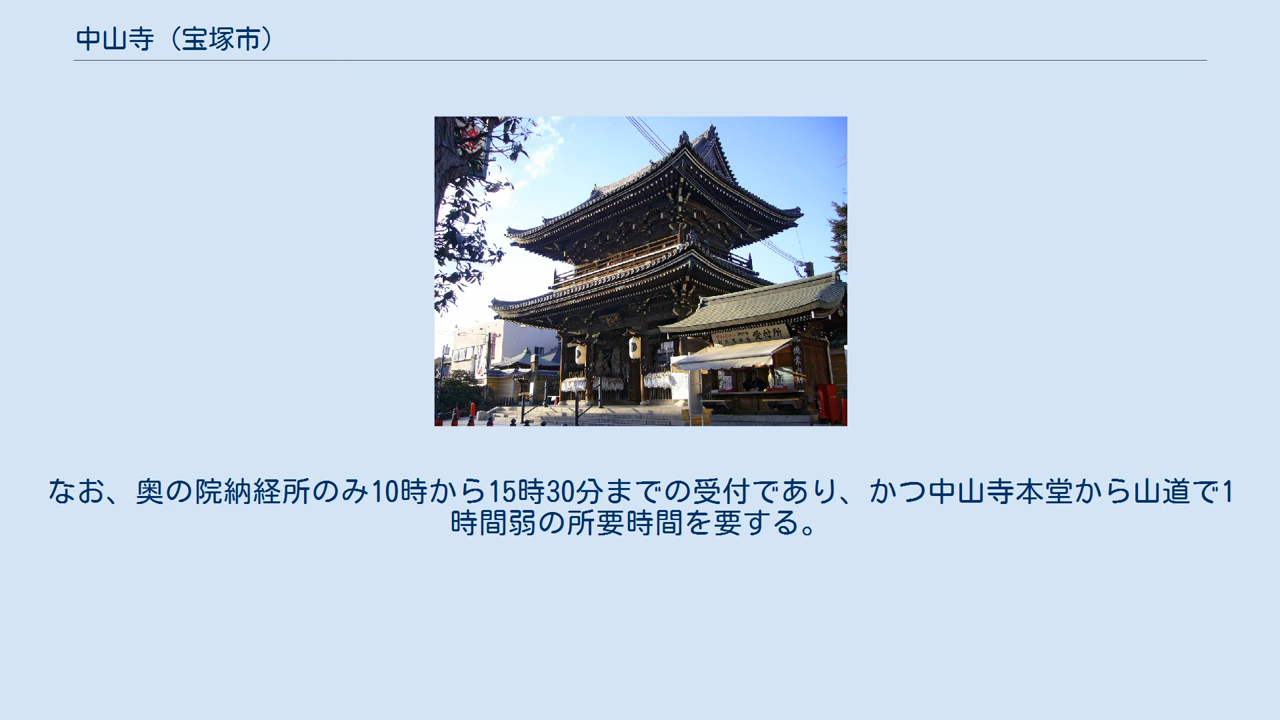 中山寺（宝塚市）
受付所
なお、奥の院納経所のみ10時から15時30分までの受付であり、かつ中山寺本堂から山道で1
時間弱の所要時間を要する。